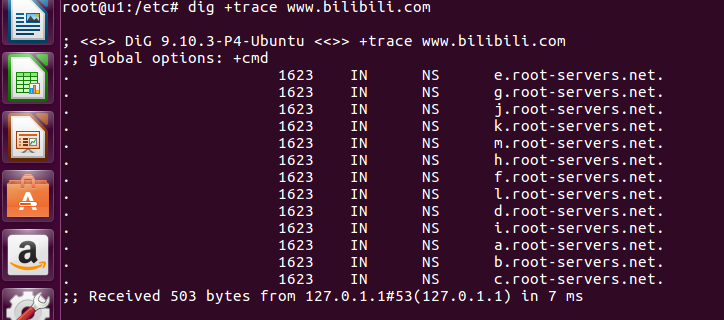 root@u1:/etc# dig +trace www.bilibili.com
; <<>> DiG 9.10.3-P4-Ubuntu <<>> +trace www.bilibili.com
;; global options: +cmd
. 1623 IN NS e.root-servers.net.
. 1623 IN NS g.root-servers.net.
. 1623 IN NS j.root-servers.net.
. 1623 IN NS k.root-servers.net.
. 1623 IN NS m.root-servers.net.
. 1623 IN NS h.root-servers.net.
. 1623 IN NS f.root-servers.net.
. 1623 IN NS l.root-servers.net.
. 1623 IN NS d.root-servers.net.
. 1623 IN NS i.root-servers.net.
. 1623 IN NS a.root-servers.net.
. 1623 IN NS b.root-servers.net.
. 1623 IN NS c.root-servers.net.
;; Received 503 bytes from 127.0.1.1#53(127.0.1.1) in 7 ms